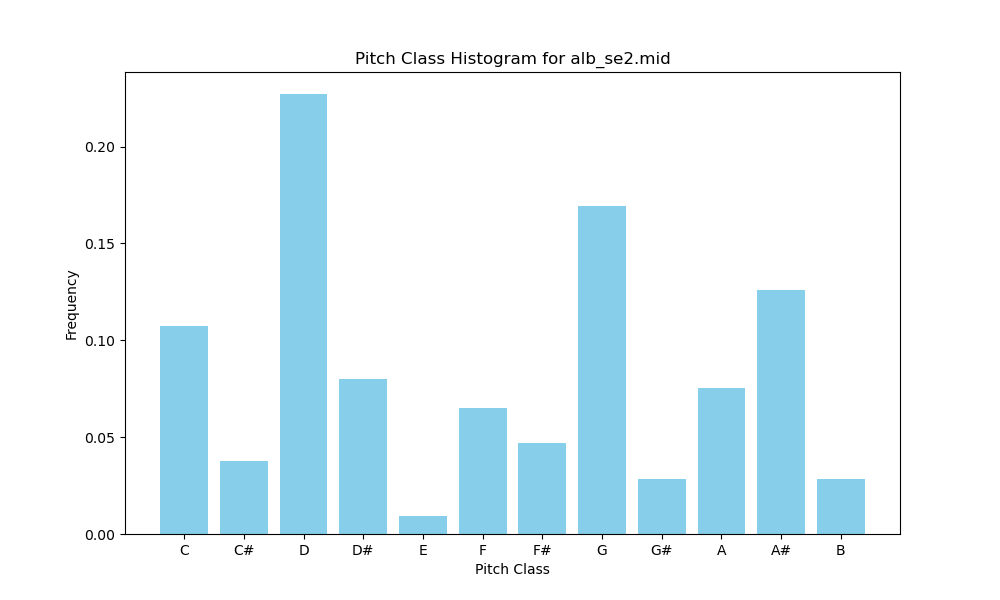 Pitch Class Histogram for alb_se2.mid
Frequency
0.20
0.15
0.10
0.05
0.00
C C# D D# E F F# G G# A A# B
Pitch Class